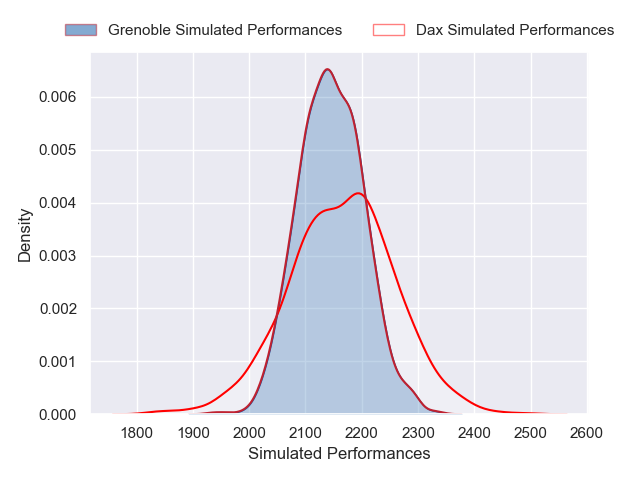 Grenoble Simulated Performances Dax Simulated Performances
0.006
0.005
0.004
0.003
0.002
0.001
0.000
Density
1800 1900 2000 2100 2200 2300 2400 2500 2600
Simulated Performances